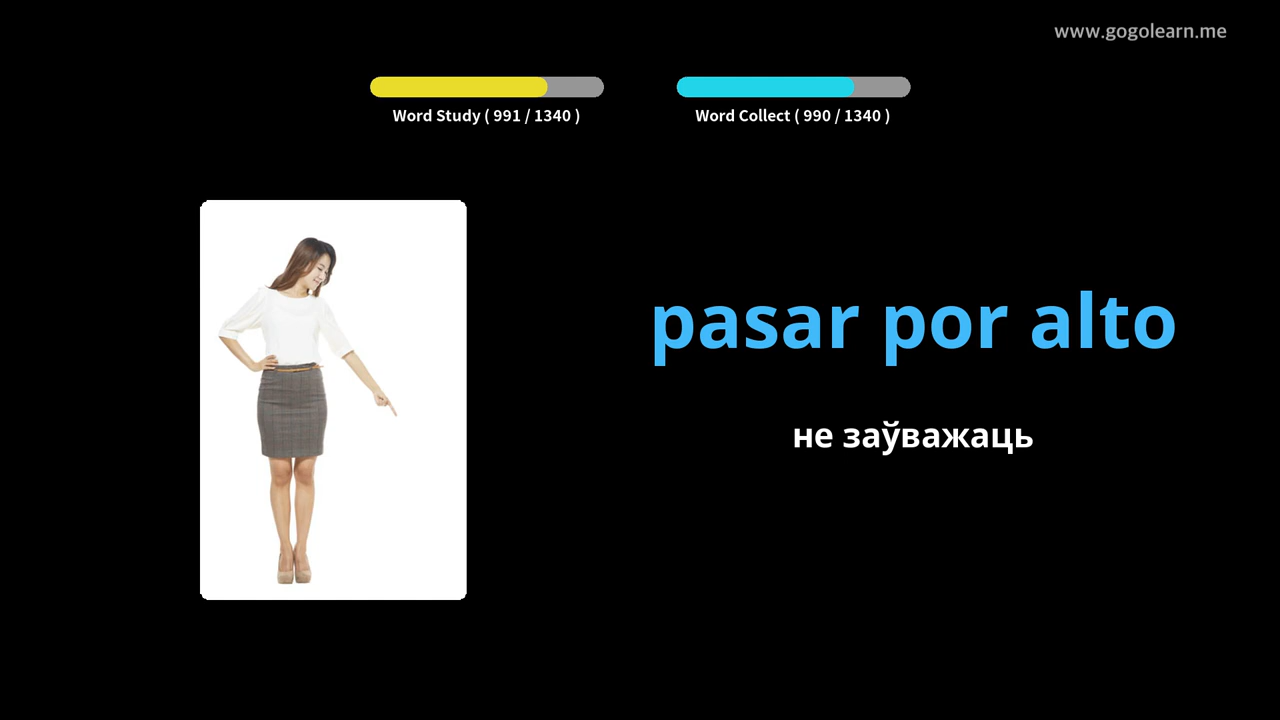 www.gogolearn.me
Word Study ( 991 / 1340 )
Word Collect ( 990 / 1340 )
pasar por alto
не заўважаць